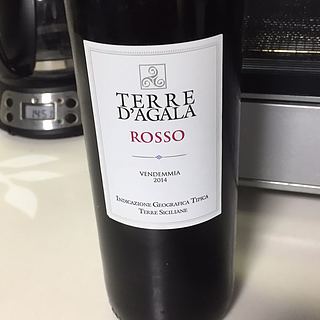 TERRE
D'AGALA
ROSSO
VENDEMMIA
2014
INDICAZIONE GEOGRAFICA TIPICA
TERRE SICILIANE